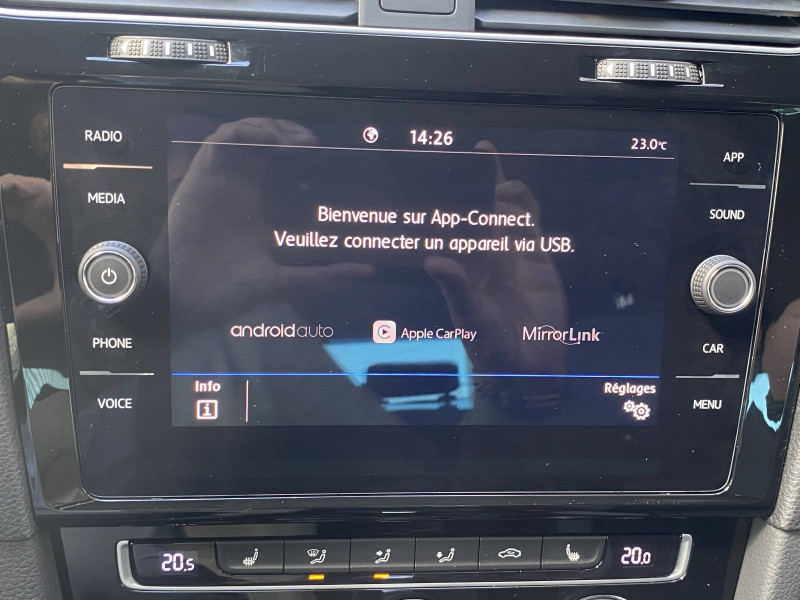 RADIO
MEDIA
PHONE
VOICE
14:26
23.0°C
Bienvenue sur App-Connect.
Veuillez connecter un appareil via USB.
androidauto
Apple CarPlay
MirrorLink
Info
Réglages
APP
SOUND
CAR
MENU
20.5
20.0